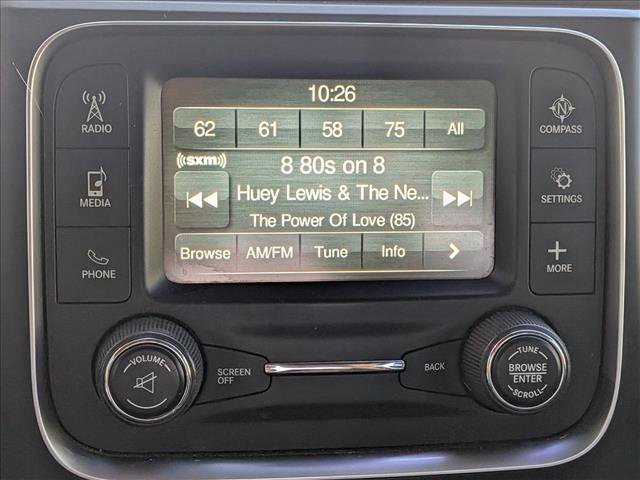 10:26
62 61 58 75 All
((sxm)) 8 80s on 8
Huey Lewis & The Ne...
The Power Of Love (85)
Browse AM/FM Tune Info >
RADIO
MEDIA
PHONE
N
COMPASS
SETTINGS
+
MORE
VOLUME
SCREEN
OFF
BACK
TUNE
BROWSE
ENTER
SCROLL